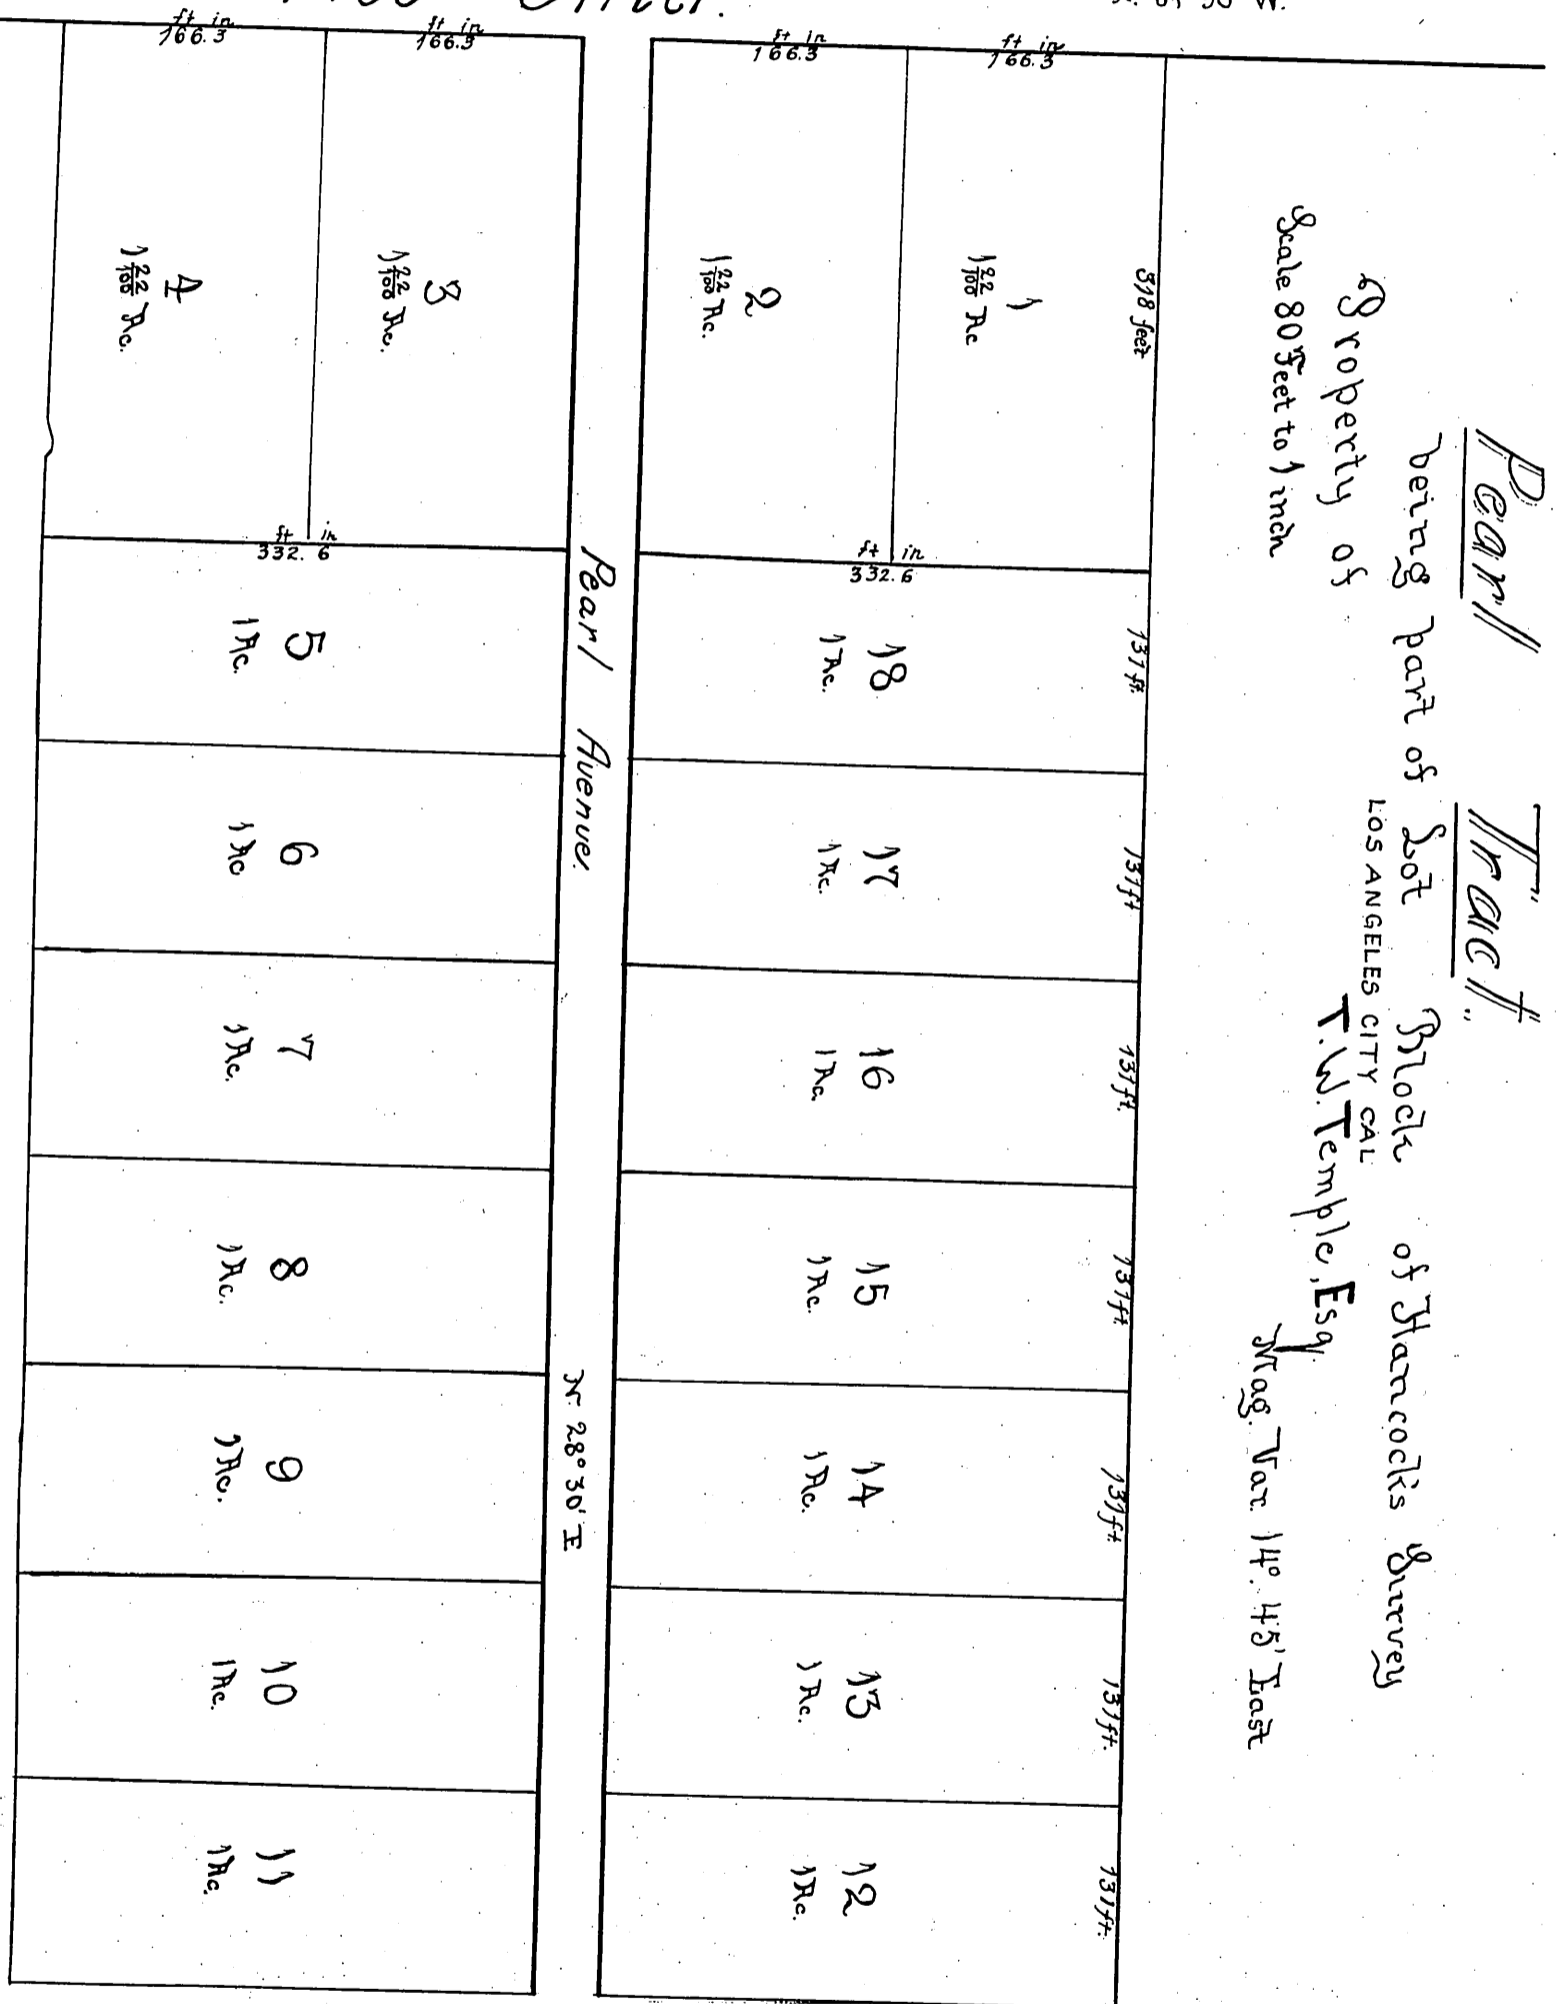 Pearl Tract.
being part of Lot Block of Hancock's Survey
LOS ANGELES CITY CAL
Property of T. W. Temple, Esq.
Scale 80 Feet to 1 inch
Mag. Var. 14° 45' East
ft in
166.3
ft in
166.3
ft in
166.3
ft in
166.3
318 feet
1
1 22/100 Ac
2
1 22/100 Ac.
3
1 22/100 Ac.
4
1 22/100 Ac.
ft in
332.6
ft in
332.6
Pearl Avenue.
N. 28° 30' E
5
1 Ac.
6
1 Ac
7
1 Ac.
8
1 Ac.
9
1 Ac.
10
1 Ac.
11
1 Ac.
131 ft.
18
1 Ac.
131 ft
17
1 Ac.
131 ft.
16
1 Ac.
131 ft.
15
1 Ac.
131 ft.
14
1 Ac.
131 ft.
13
1 Ac.
131 ft.
12
1 Ac.